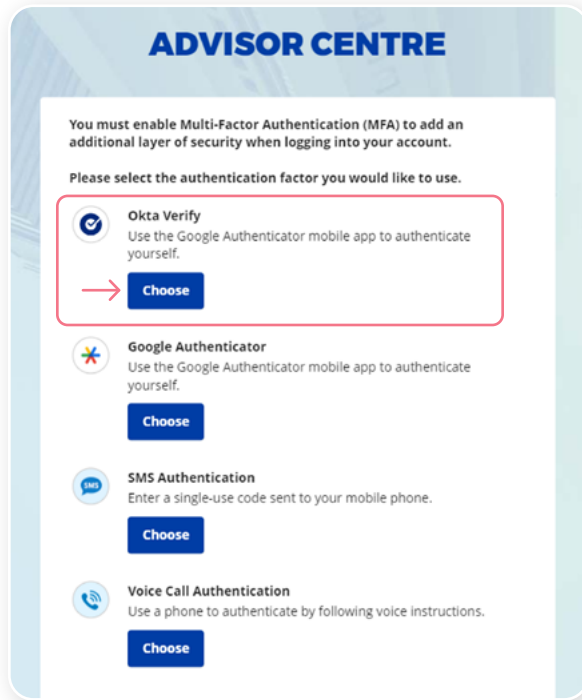 ADVISOR CENTRE
You must enable Multi-Factor Authentication (MFA) to add an
additional layer of security when logging into your account.
Please select the authentication factor you would like to use.
Okta Verify
Use the Google Authenticator mobile app to authenticate
yourself.
Choose
Google Authenticator
Use the Google Authenticator mobile app to authenticate
yourself.
Choose
SMS
SMS Authentication
Enter a single-use code sent to your mobile phone.
Choose
Voice Call Authentication
Use a phone to authenticate by following voice instructions.
Choose